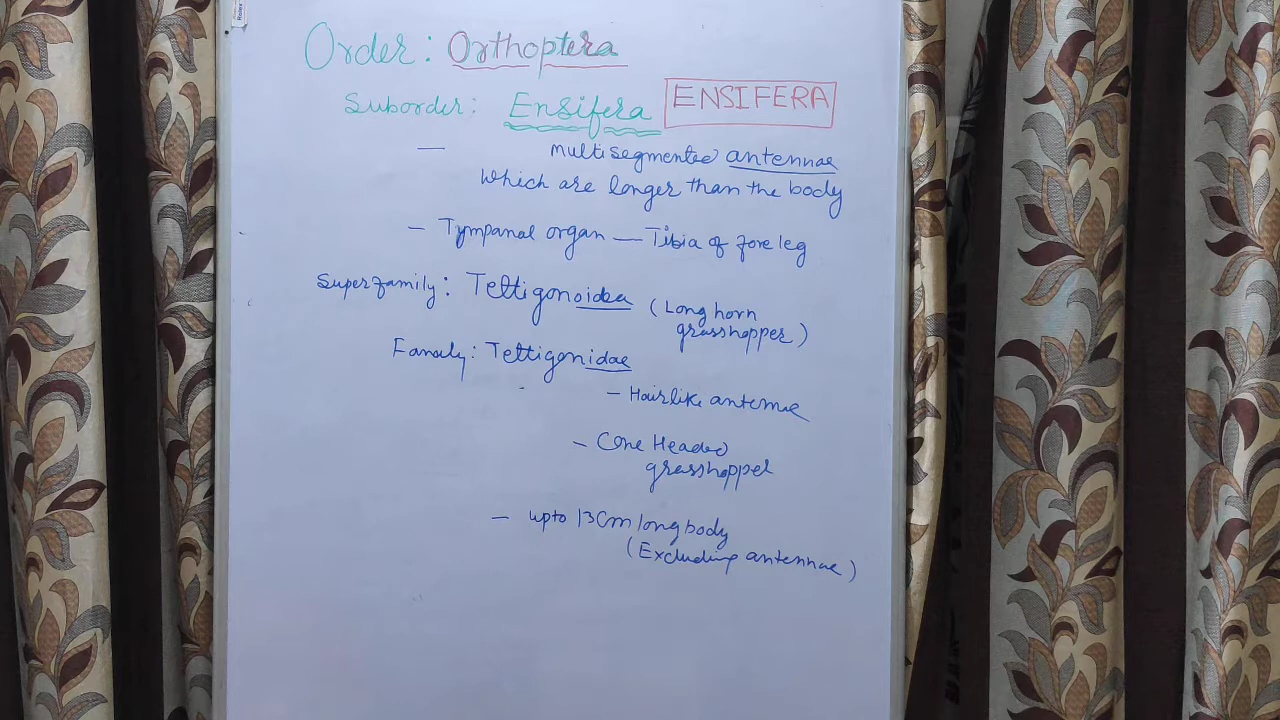 Order: Orthoptera
Suborder: Ensifera ENSIFERA
— Multisegmented antennae
which are longer than the body
— Tympanal organ — Tibia of fore leg
Superfamily: Tettigonoidea (Long horn
grasshopper)
Family: Tettigonidae
— Hairlike antennae
— Cone Headed
grasshopper
— upto 13Cm long body
(Excluding antennae)